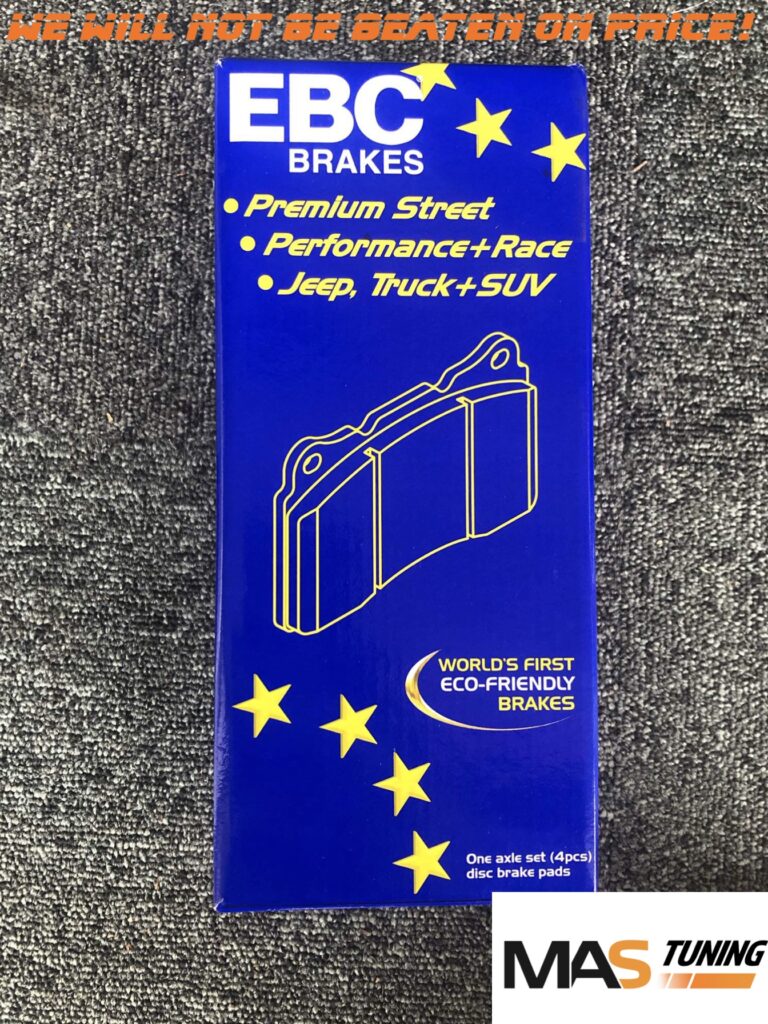 WE WILL NOT BE BEATEN ON PRICE!
EBC
BRAKES
• Premium Street
• Performance+Race
• Jeep, Truck+SUV
WORLD'S FIRST
ECO-FRIENDLY
BRAKES
One axle set (4pcs)
disc brake pads
MAS TUNING